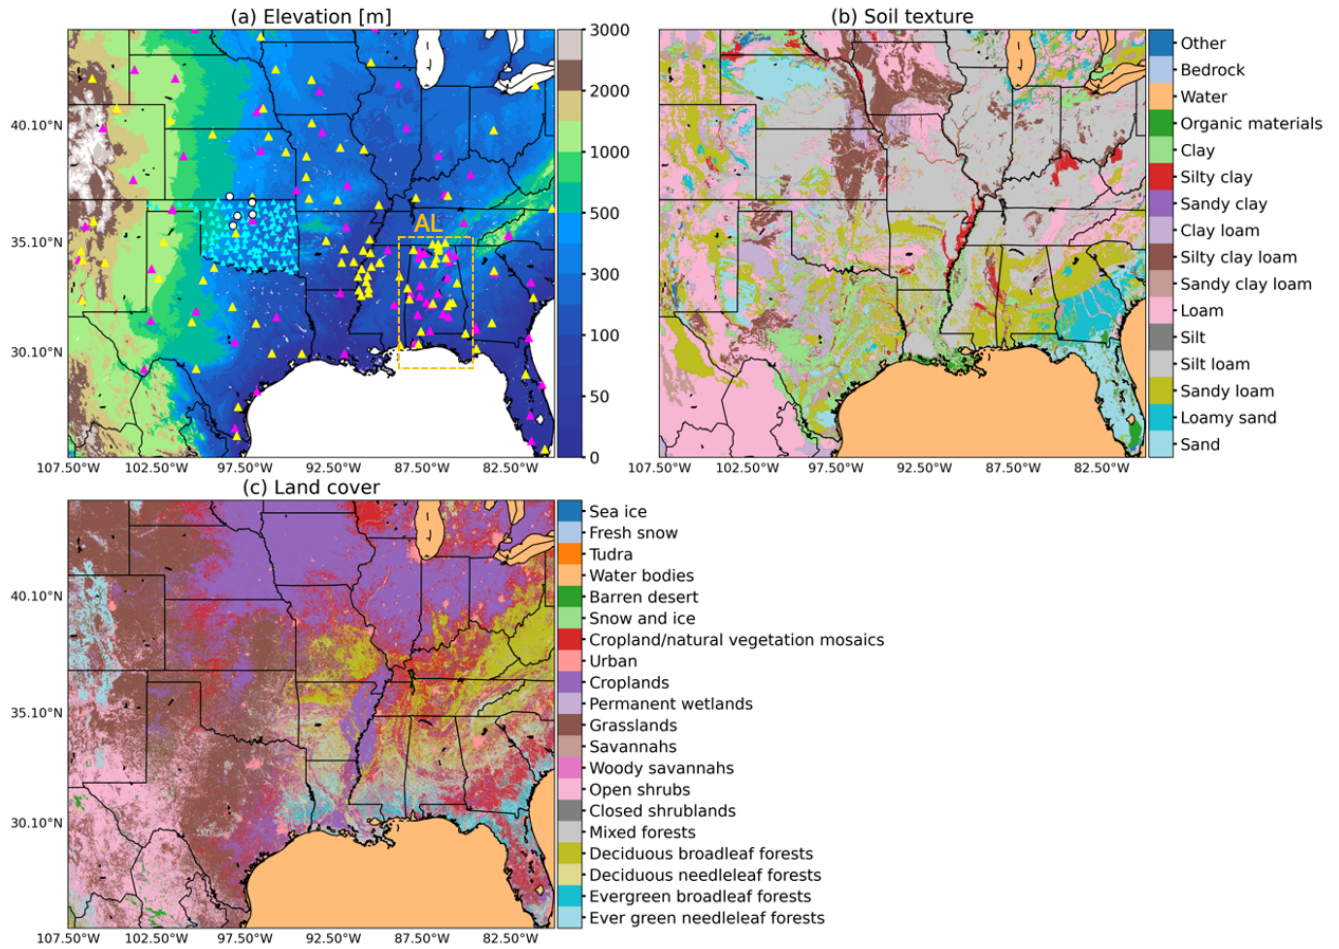 (a) Elevation [m]
40.10°N
35.10°N
30.10°N
107.50°W
102.50°W
97.50°W
92.50°W
87.50°W
82.50°W
AL
3000
2000
1000
500
300
100
50
0
(b) Soil texture
107.50°W
102.50°W
97.50°W
92.50°W
87.50°W
82.50°W
Other
Bedrock
Water
Organic materials
Clay
Silty clay
Sandy clay
Clay loam
Silty clay loam
Sandy clay loam
Loam
Silt
Silt loam
Sandy loam
Loamy sand
Sand
(c) Land cover
40.10°N
35.10°N
30.10°N
107.50°W
102.50°W
97.50°W
92.50°W
87.50°W
82.50°W
Sea ice
Fresh snow
Tudra
Water bodies
Barren desert
Snow and ice
Cropland/natural vegetation mosaics
Urban
Croplands
Permanent wetlands
Grasslands
Savannahs
Woody savannahs
Open shrubs
Closed shrublands
Mixed forests
Deciduous broadleaf forests
Deciduous needleleaf forests
Evergreen broadleaf forests
Ever green needleleaf forests